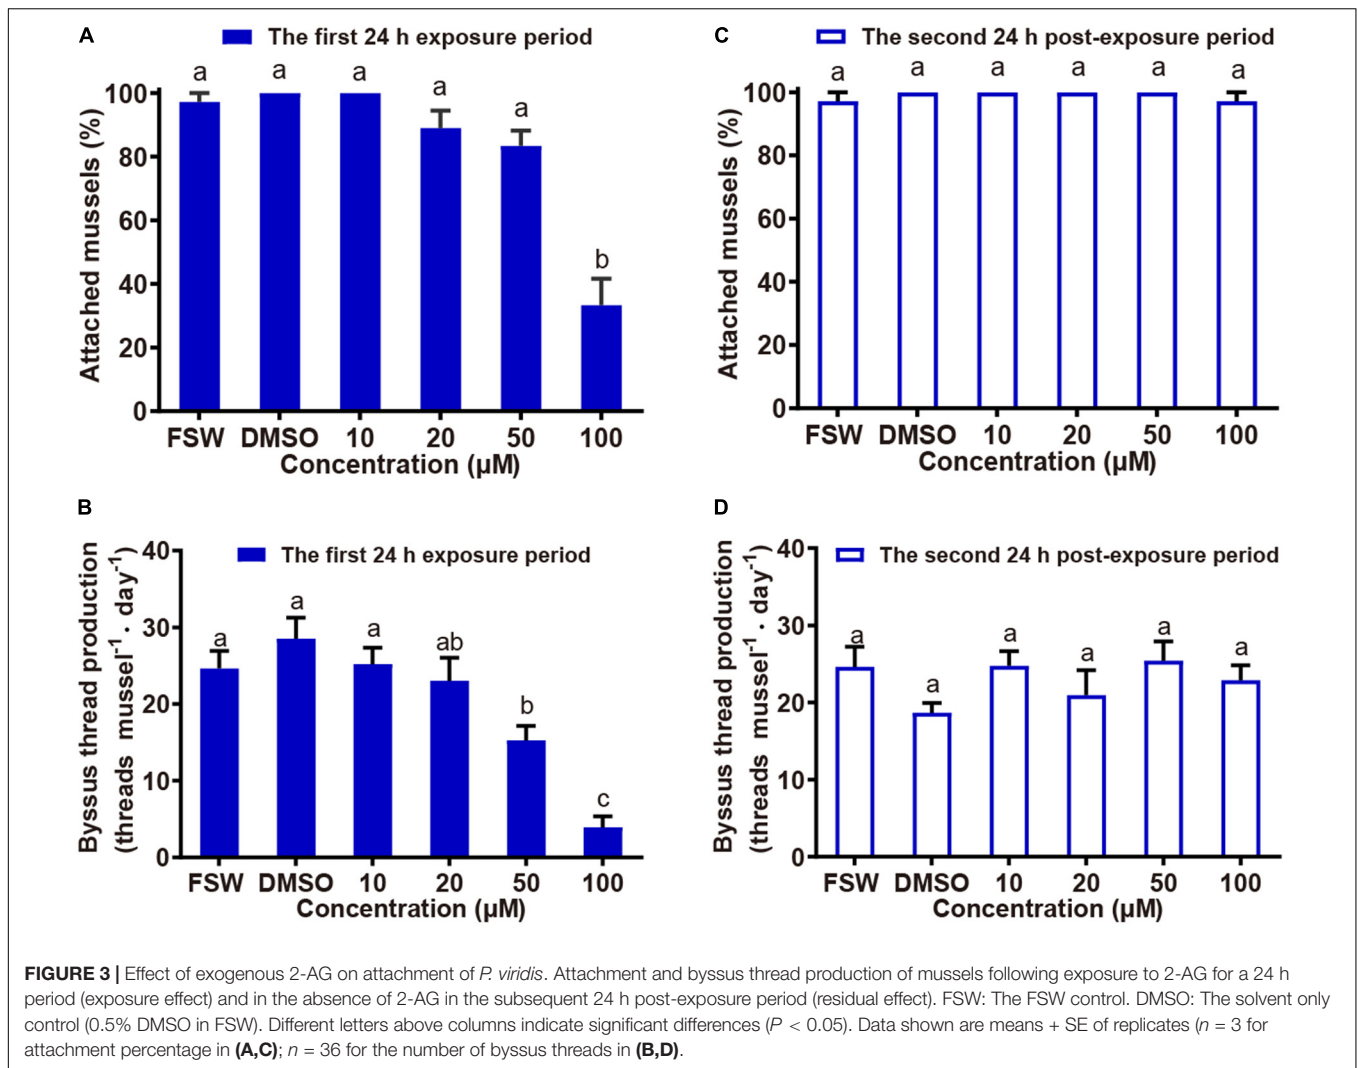 A
The first 24 h exposure period
a a a a a b
Attached mussels (%)
100
80
60
40
20
0
FSW DMSO 10 20 50 100
Concentration (µM)
C
The second 24 h post-exposure period
a a a a a a
Attached mussels (%)
100
80
60
40
20
0
FSW DMSO 10 20 50 100
Concentration (µM)
B
The first 24 h exposure period
a a a ab b c
Byssus thread production
(threads mussel⁻¹ · day⁻¹)
40
30
20
10
0
FSW DMSO 10 20 50 100
Concentration (µM)
D
The second 24 h post-exposure period
a a a a a a
Byssus thread production
(threads mussel⁻¹ · day⁻¹)
40
30
20
10
0
FSW DMSO 10 20 50 100
Concentration (µM)
FIGURE 3 | Effect of exogenous 2-AG on attachment of P. viridis. Attachment and byssus thread production of mussels following exposure to 2-AG for a 24 h
period (exposure effect) and in the absence of 2-AG in the subsequent 24 h post-exposure period (residual effect). FSW: The FSW control. DMSO: The solvent only
control (0.5% DMSO in FSW). Different letters above columns indicate significant differences (P < 0.05). Data shown are means + SE of replicates (n = 3 for
attachment percentage in (A,C); n = 36 for the number of byssus threads in (B,D).